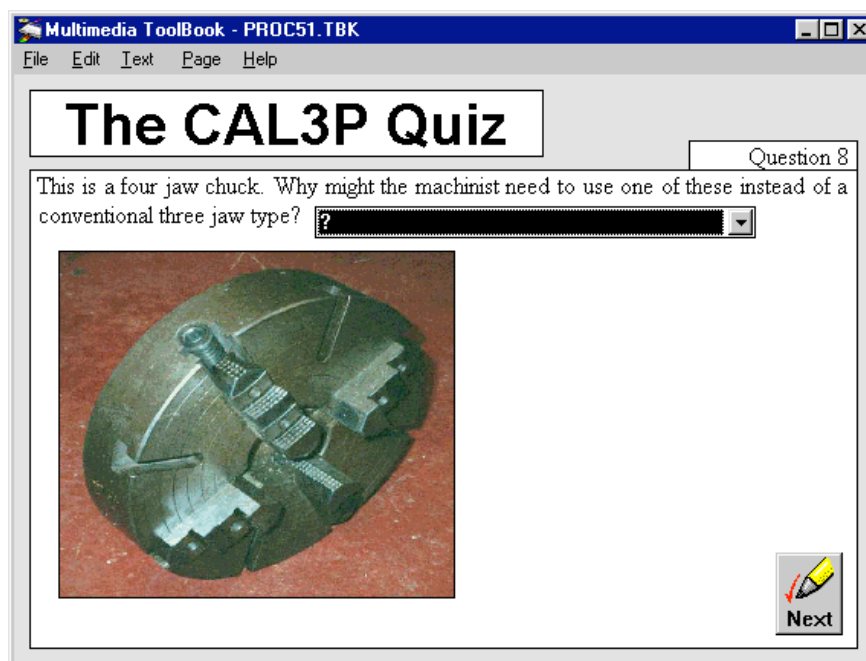 Multimedia ToolBook - PROC51.TBK
File Edit Text Page Help
The CAL3P Quiz
Question 8
This is a four jaw chuck. Why might the machinist need to use one of these instead of a
conventional three jaw type? ?
Next